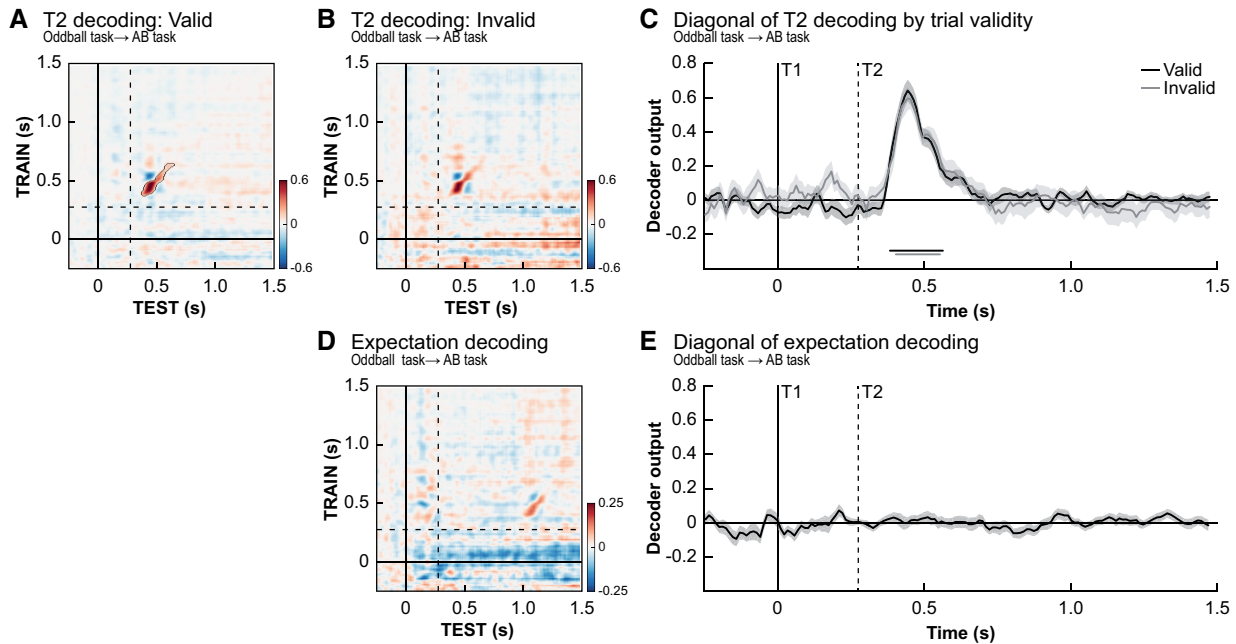 A T2 decoding: Valid
Oddball task→ AB task
1.5
1.0
0.5
0
TRAIN (s)
0 0.5 1.0 1.5
TEST (s)
0.6
0
-0.6
B T2 decoding: Invalid
Oddball task→ AB task
1.5
1.0
0.5
0
TRAIN (s)
0 0.5 1.0 1.5
TEST (s)
0.6
0
-0.6
C Diagonal of T2 decoding by trial validity
Oddball task → AB task
T1
T2
Valid
Invalid
0.8
0.6
0.4
0.2
0
-0.2
Decoder output
0 0.5 1.0 1.5
Time (s)
D Expectation decoding
Oddball task→ AB task
1.5
1.0
0.5
0
TRAIN (s)
0 0.5 1.0 1.5
TEST (s)
0.25
0
-0.25
E Diagonal of expectation decoding
Oddball task → AB task
T1
T2
0.8
0.6
0.4
0.2
0
-0.2
Decoder output
0 0.5 1.0 1.5
Time (s)